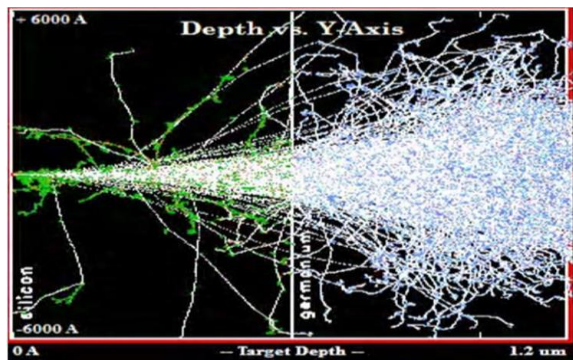 + 6000 A
Depth vs. Y-Axis
silicon
germanium
-6000 A
0 A
-- Target Depth --
1.2 um